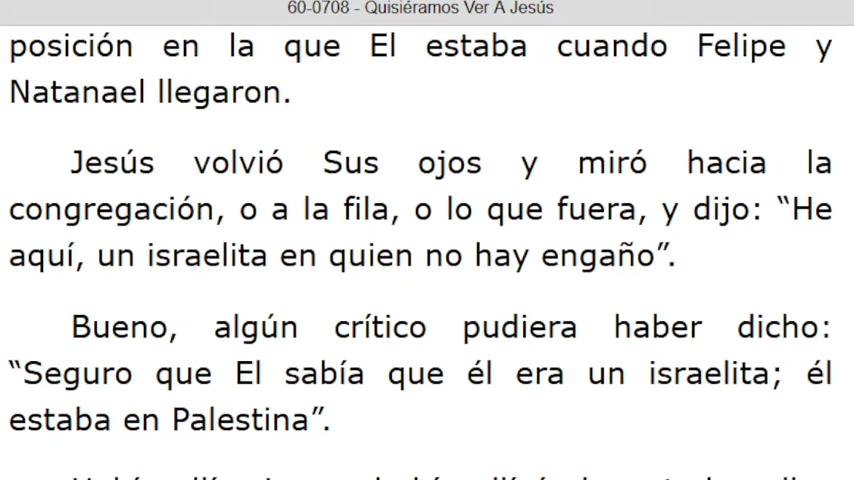 60-0708 - Quisiéramos Ver A Jesús
posición en la que El estaba cuando Felipe y
Natanael llegaron.
Jesús volvió Sus ojos y miró hacia la
congregación, o a la fila, o lo que fuera, y dijo: “He
aquí, un israelita en quien no hay engaño”.
Bueno, algún crítico pudiera haber dicho:
“Seguro que El sabía que él era un israelita; él
estaba en Palestina”.